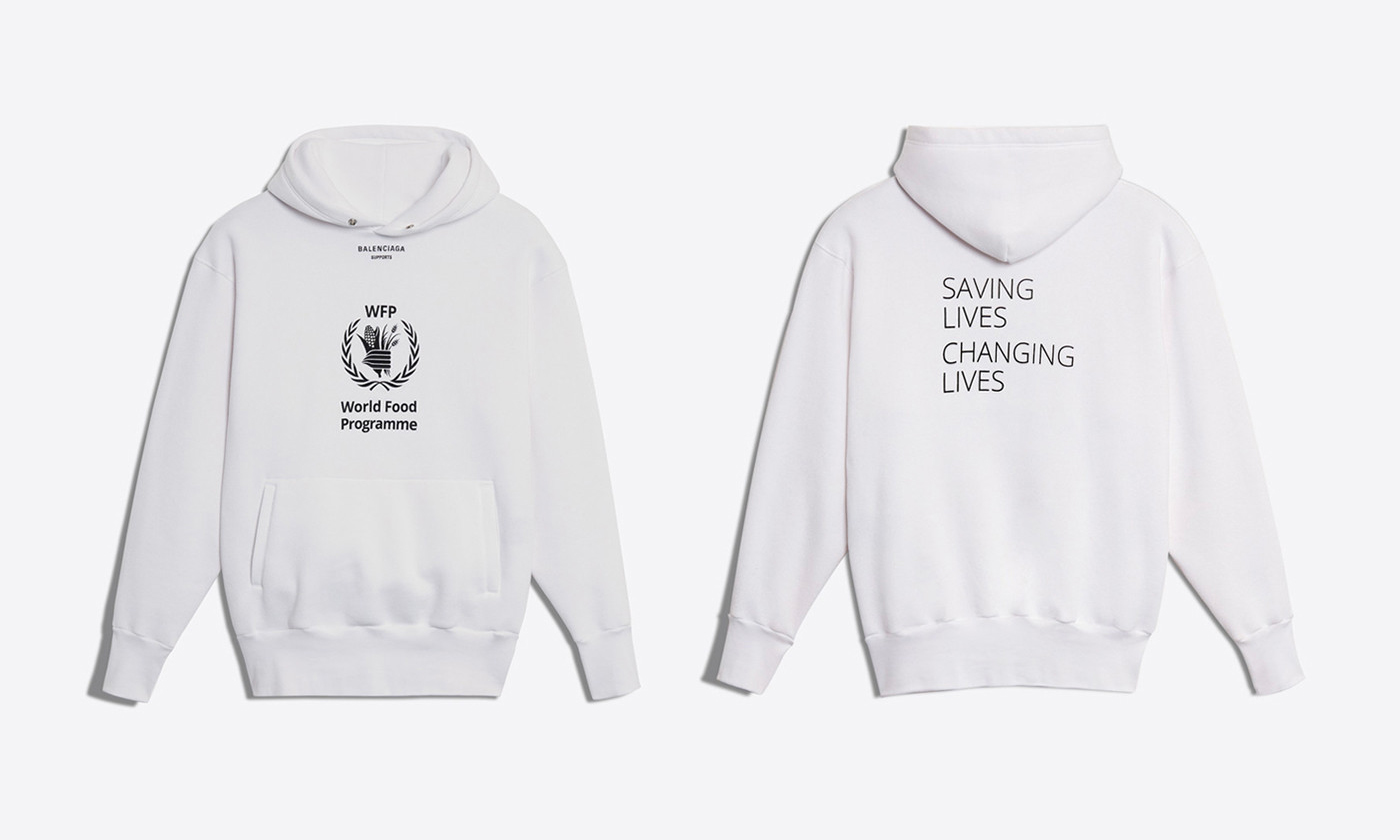 BALENCIAGA
SUPPORTS
WFP
World Food
Programme
SAVING
LIVES
CHANGING
LIVES